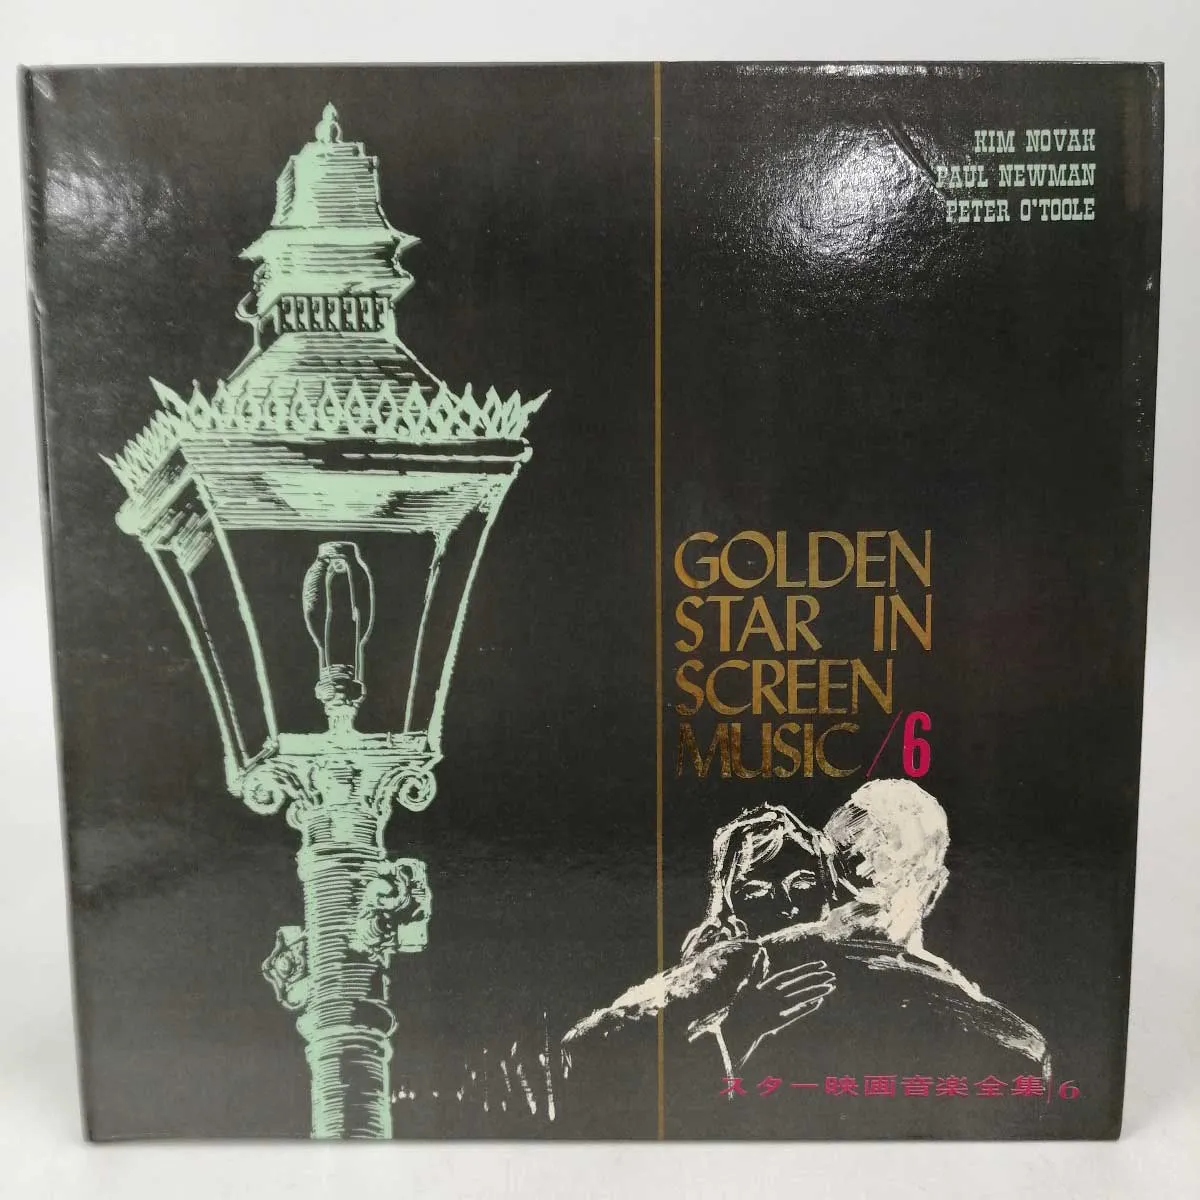 KIM NOVAK
PAUL NEWMAN
PETER O'TOOLE
GOLDEN
STAR IN
SCREEN
MUSIC/6
スター映画音楽全集/6